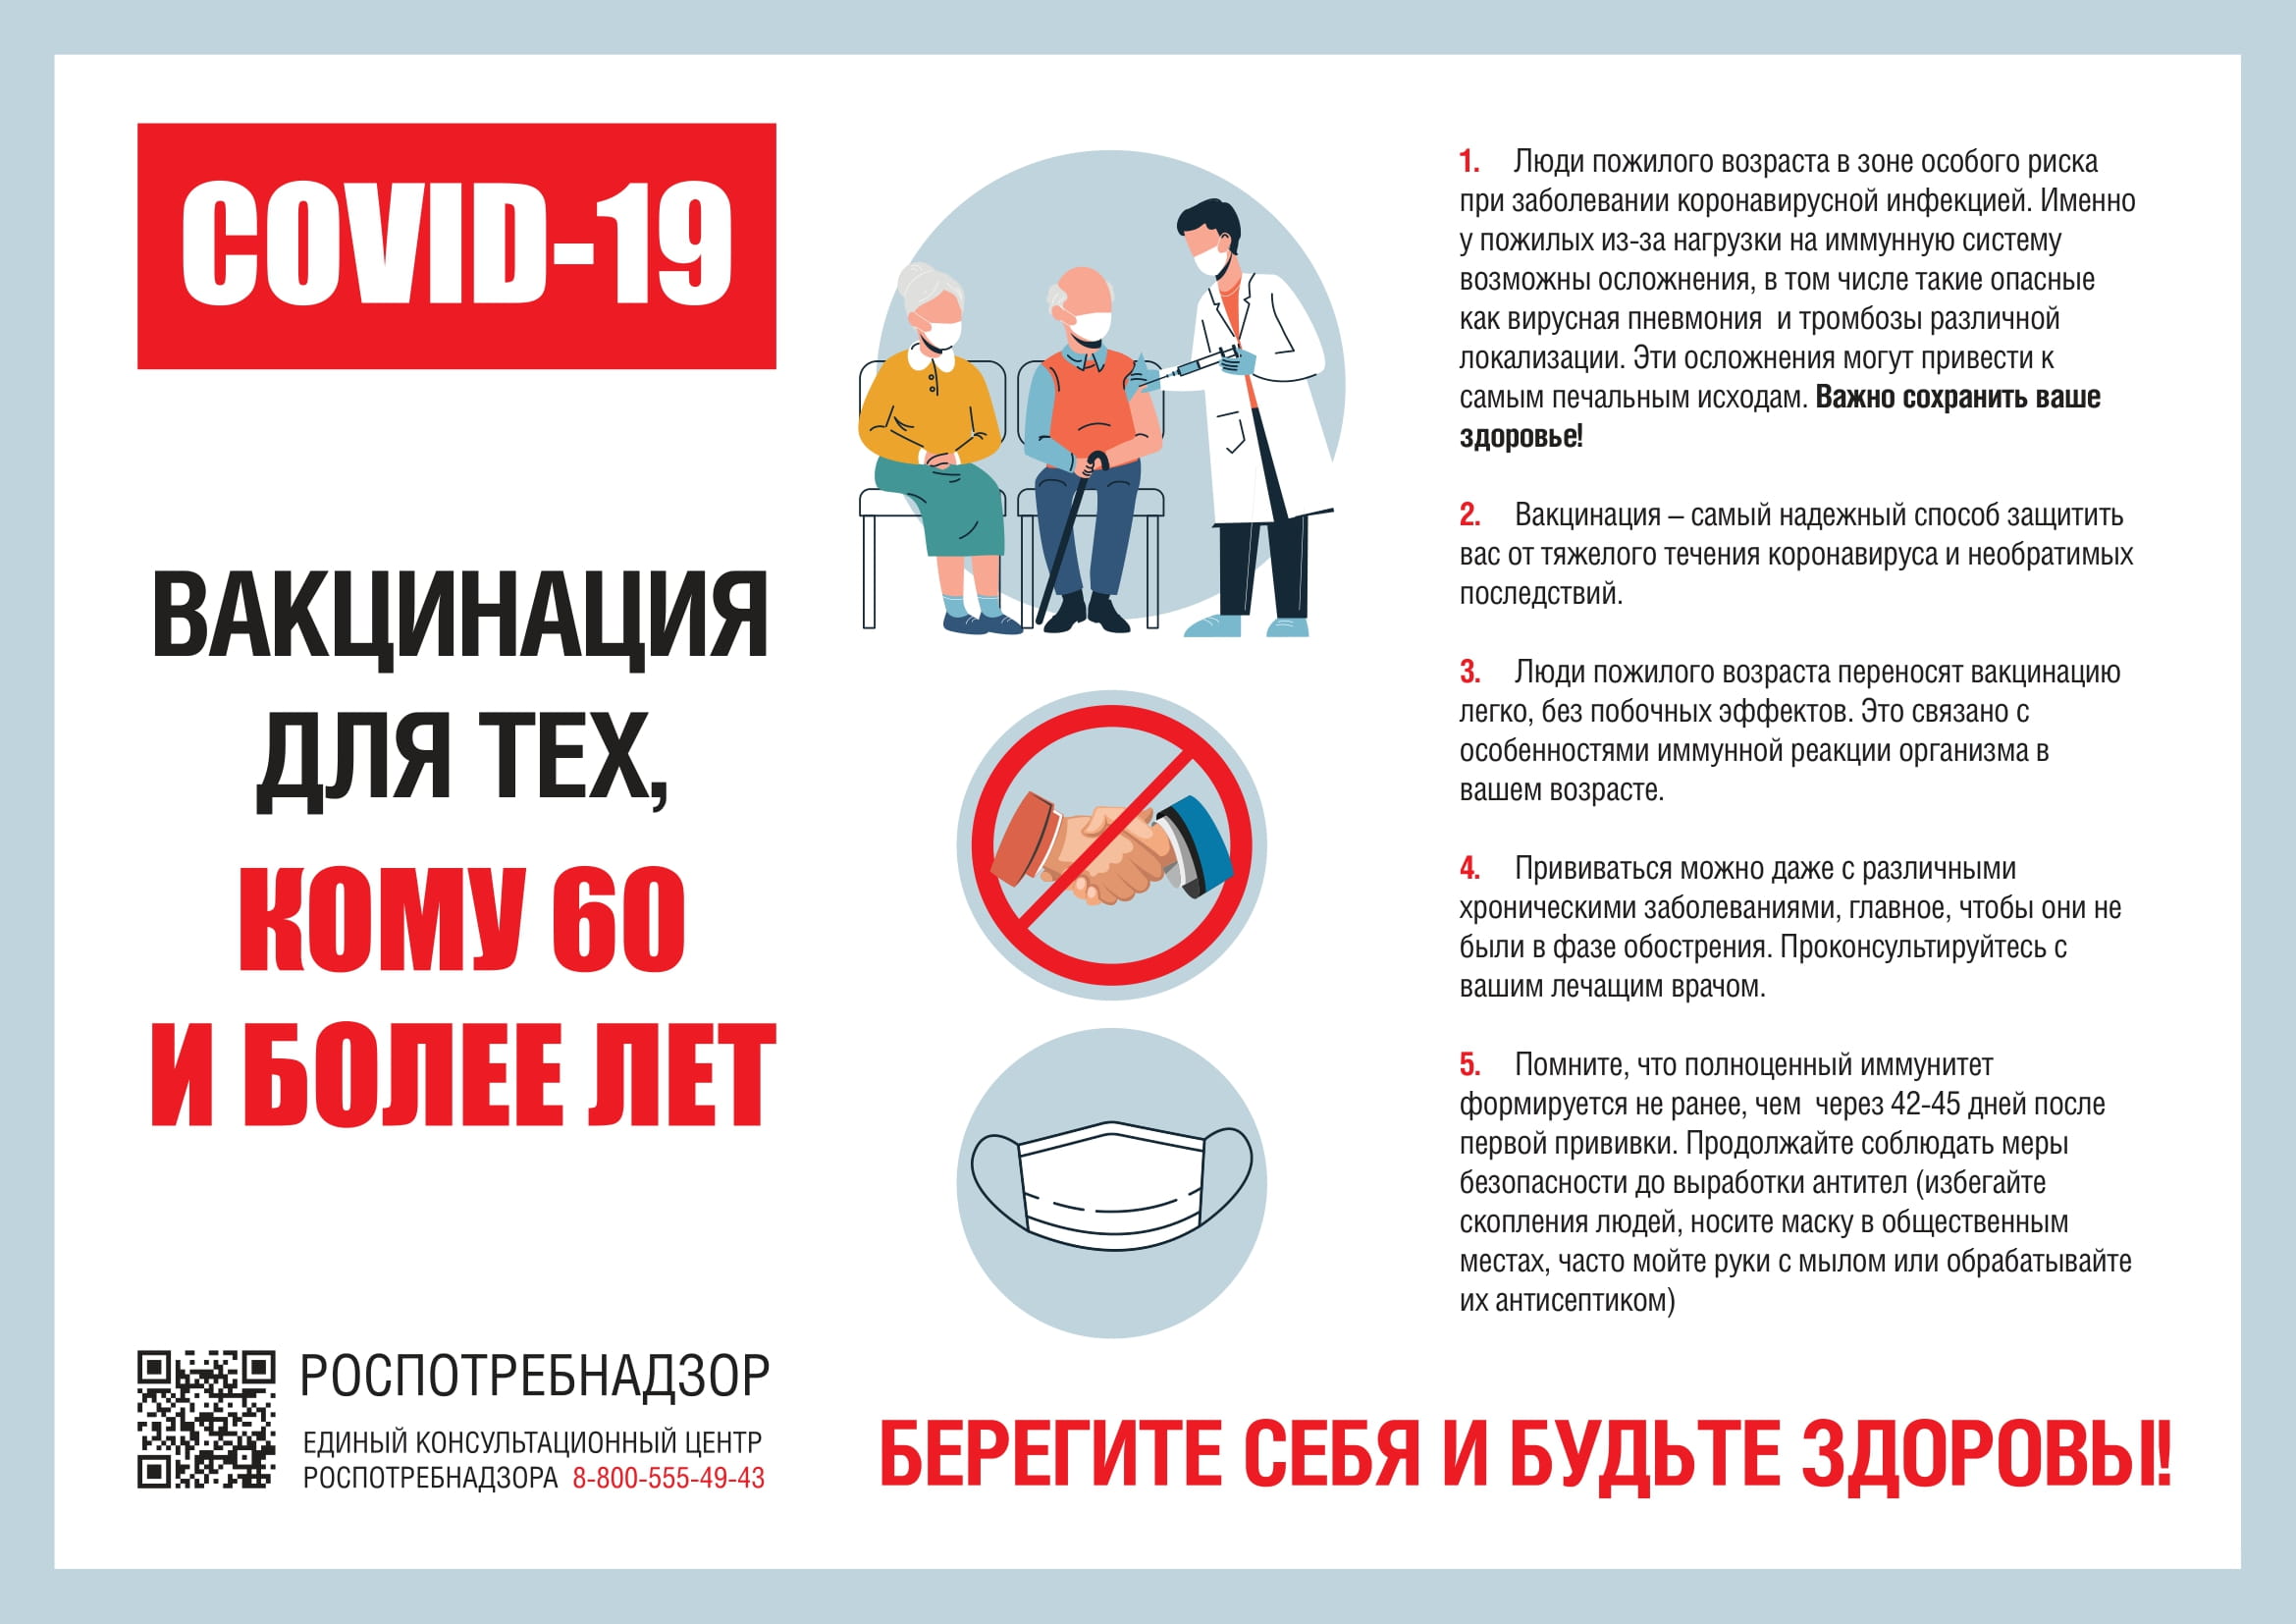 COVID-19
ВАКЦИНАЦИЯ
ДЛЯ ТЕХ,
КОМУ 60
И БОЛЕЕ ЛЕТ
РОСПОТРЕБНАДЗОР
ЕДИНЫЙ КОНСУЛЬТАЦИОННЫЙ ЦЕНТР
РОСПОТРЕБНАДЗОРА 8-800-555-49-43
1. Люди пожилого возраста в зоне особого риска
при заболевании коронавирусной инфекцией. Именно
у пожилых из-за нагрузки на иммунную систему
возможны осложнения, в том числе такие опасные
как вирусная пневмония и тромбозы различной
локализации. Эти осложнения могут привести к
самым печальным исходам. Важно сохранить ваше
здоровье!
2. Вакцинация – самый надежный способ защитить
вас от тяжелого течения коронавируса и необратимых
последствий.
3. Люди пожилого возраста переносят вакцинацию
легко, без побочных эффектов. Это связано с
особенностями иммунной реакции организма в
вашем возрасте.
4. Прививаться можно даже с различными
хроническими заболеваниями, главное, чтобы они не
были в фазе обострения. Проконсультируйтесь с
вашим лечащим врачом.
5. Помните, что полноценный иммунитет
формируется не ранее, чем через 42-45 дней после
первой прививки. Продолжайте соблюдать меры
безопасности до выработки антител (избегайте
скопления людей, носите маску в общественным
местах, часто мойте руки с мылом или обрабатывайте
их антисептиком)
БЕРЕГИТЕ СЕБЯ И БУДЬТЕ ЗДОРОВЫ!